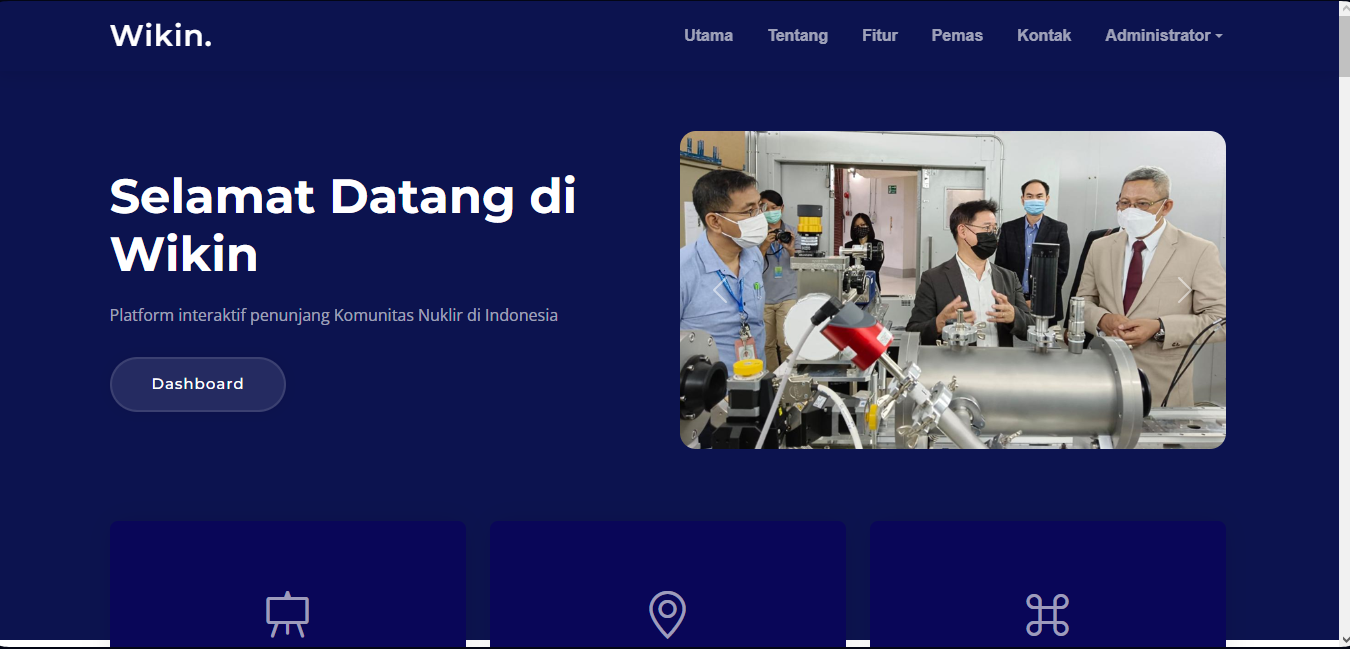 Wikin.
Utama Tentang Fitur Pemas Kontak Administrator
Selamat Datang di
Wikin
Platform interaktif penunjang Komunitas Nuklir di Indonesia
Dashboard